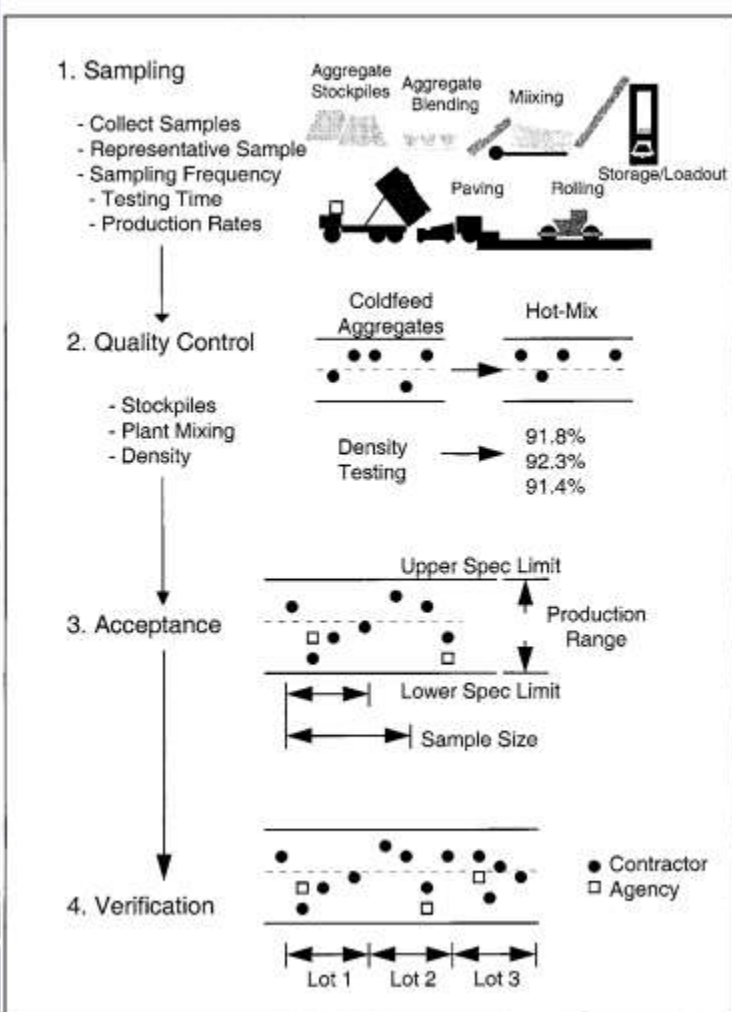 1. Sampling
- Collect Samples
- Representative Sample
- Sampling Frequency
- Testing Time
- Production Rates
Aggregate
Stockpiles
Aggregate
Blending
Miixing
Storage/Loadout
Paving
Rolling
2. Quality Control
- Stockpiles
- Plant Mixing
- Density
Coldfeed
Aggregates
Hot-Mix
Density
Testing
91.8%
92.3%
91.4%
3. Acceptance
Upper Spec Limit
Production
Range
Lower Spec Limit
Sample Size
4. Verification
Contractor
Agency
Lot 1
Lot 2
Lot 3